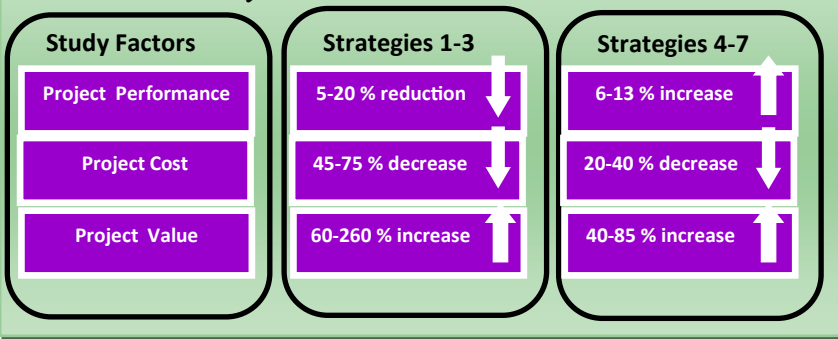 Study Factors
Project Performance
Project Cost
Project Value
Strategies 1-3
5-20 % reduction
45-75 % decrease
60-260 % increase
Strategies 4-7
6-13 % increase
20-40 % decrease
40-85 % increase